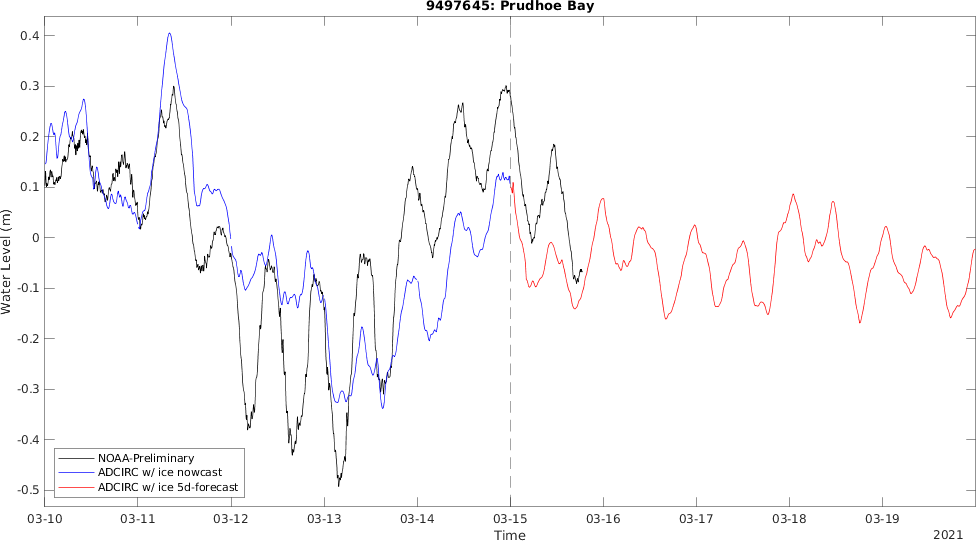 9497645: Prudhoe Bay
Water Level (m)
0.4
0.3
0.2
0.1
0
-0.1
-0.2
-0.3
-0.4
-0.5
NOAA-Preliminary
ADCIRC w/ ice nowcast
ADCIRC w/ ice 5d-forecast
03-10 03-11 03-12 03-13 03-14 03-15 03-16 03-17 03-18 03-19
Time
2021